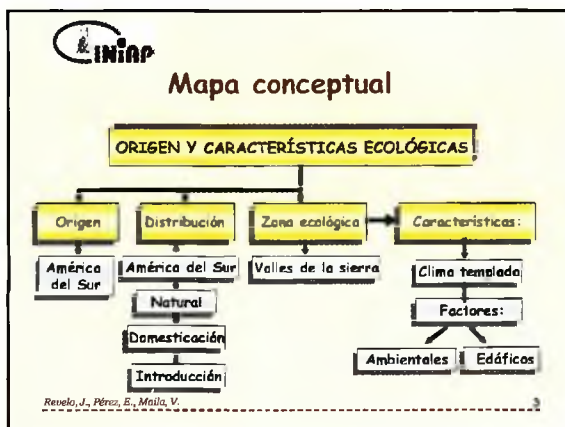 INIAP
Mapa conceptual
ORIGEN Y CARACTERÍSTICAS ECOLÓGICAS
Origen
Distribución
Zona ecológica
Características:
América
del Sur
América del Sur
Valles de la sierra
Clima templado
Natural
Factores:
Domesticación
Ambientales
Edáficos
Introducción
Revelo, J., Pérez, E., Maila, V.
3